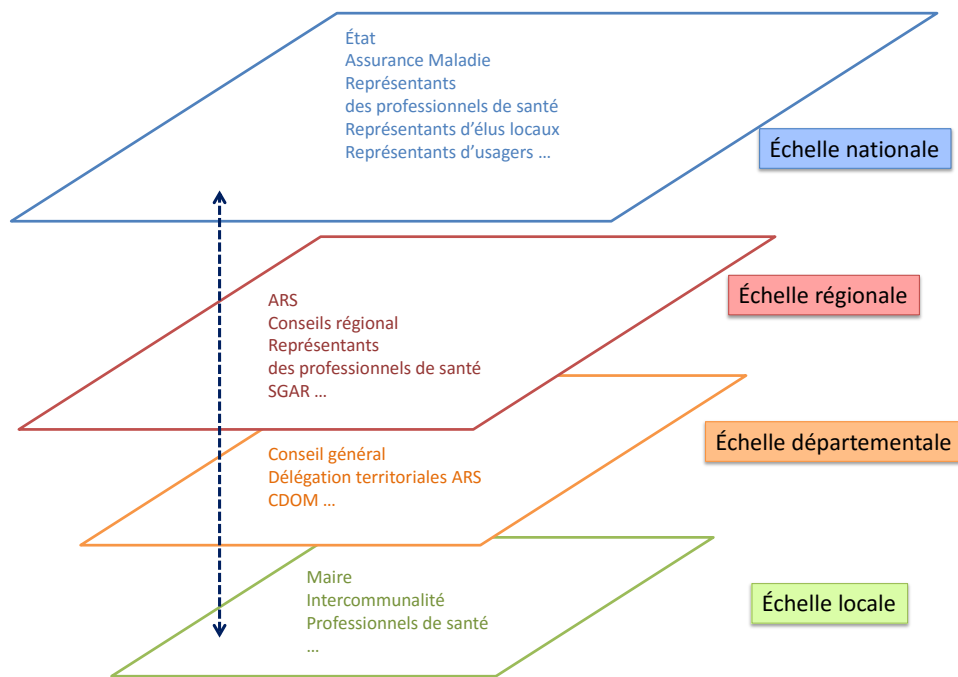 État
Assurance Maladie
Représentants
des professionnels de santé
Représentants d'élus locaux
Représentants d'usagers …
Échelle nationale
ARS
Conseils régional
Représentants
des professionnels de santé
SGAR …
Échelle régionale
Conseil général
Délégation territoriales ARS
CDOM …
Échelle départementale
Maire
Intercommunalité
Professionnels de santé
…
Échelle locale